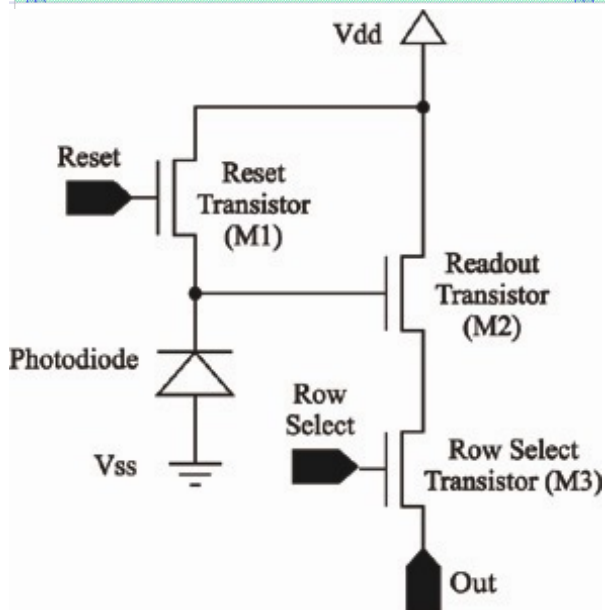 Vdd
Reset
Reset
Transistor
(M1)
Readout
Transistor
(M2)
Photodiode
Row
Select
Vss
Row Select
Transistor (M3)
Out